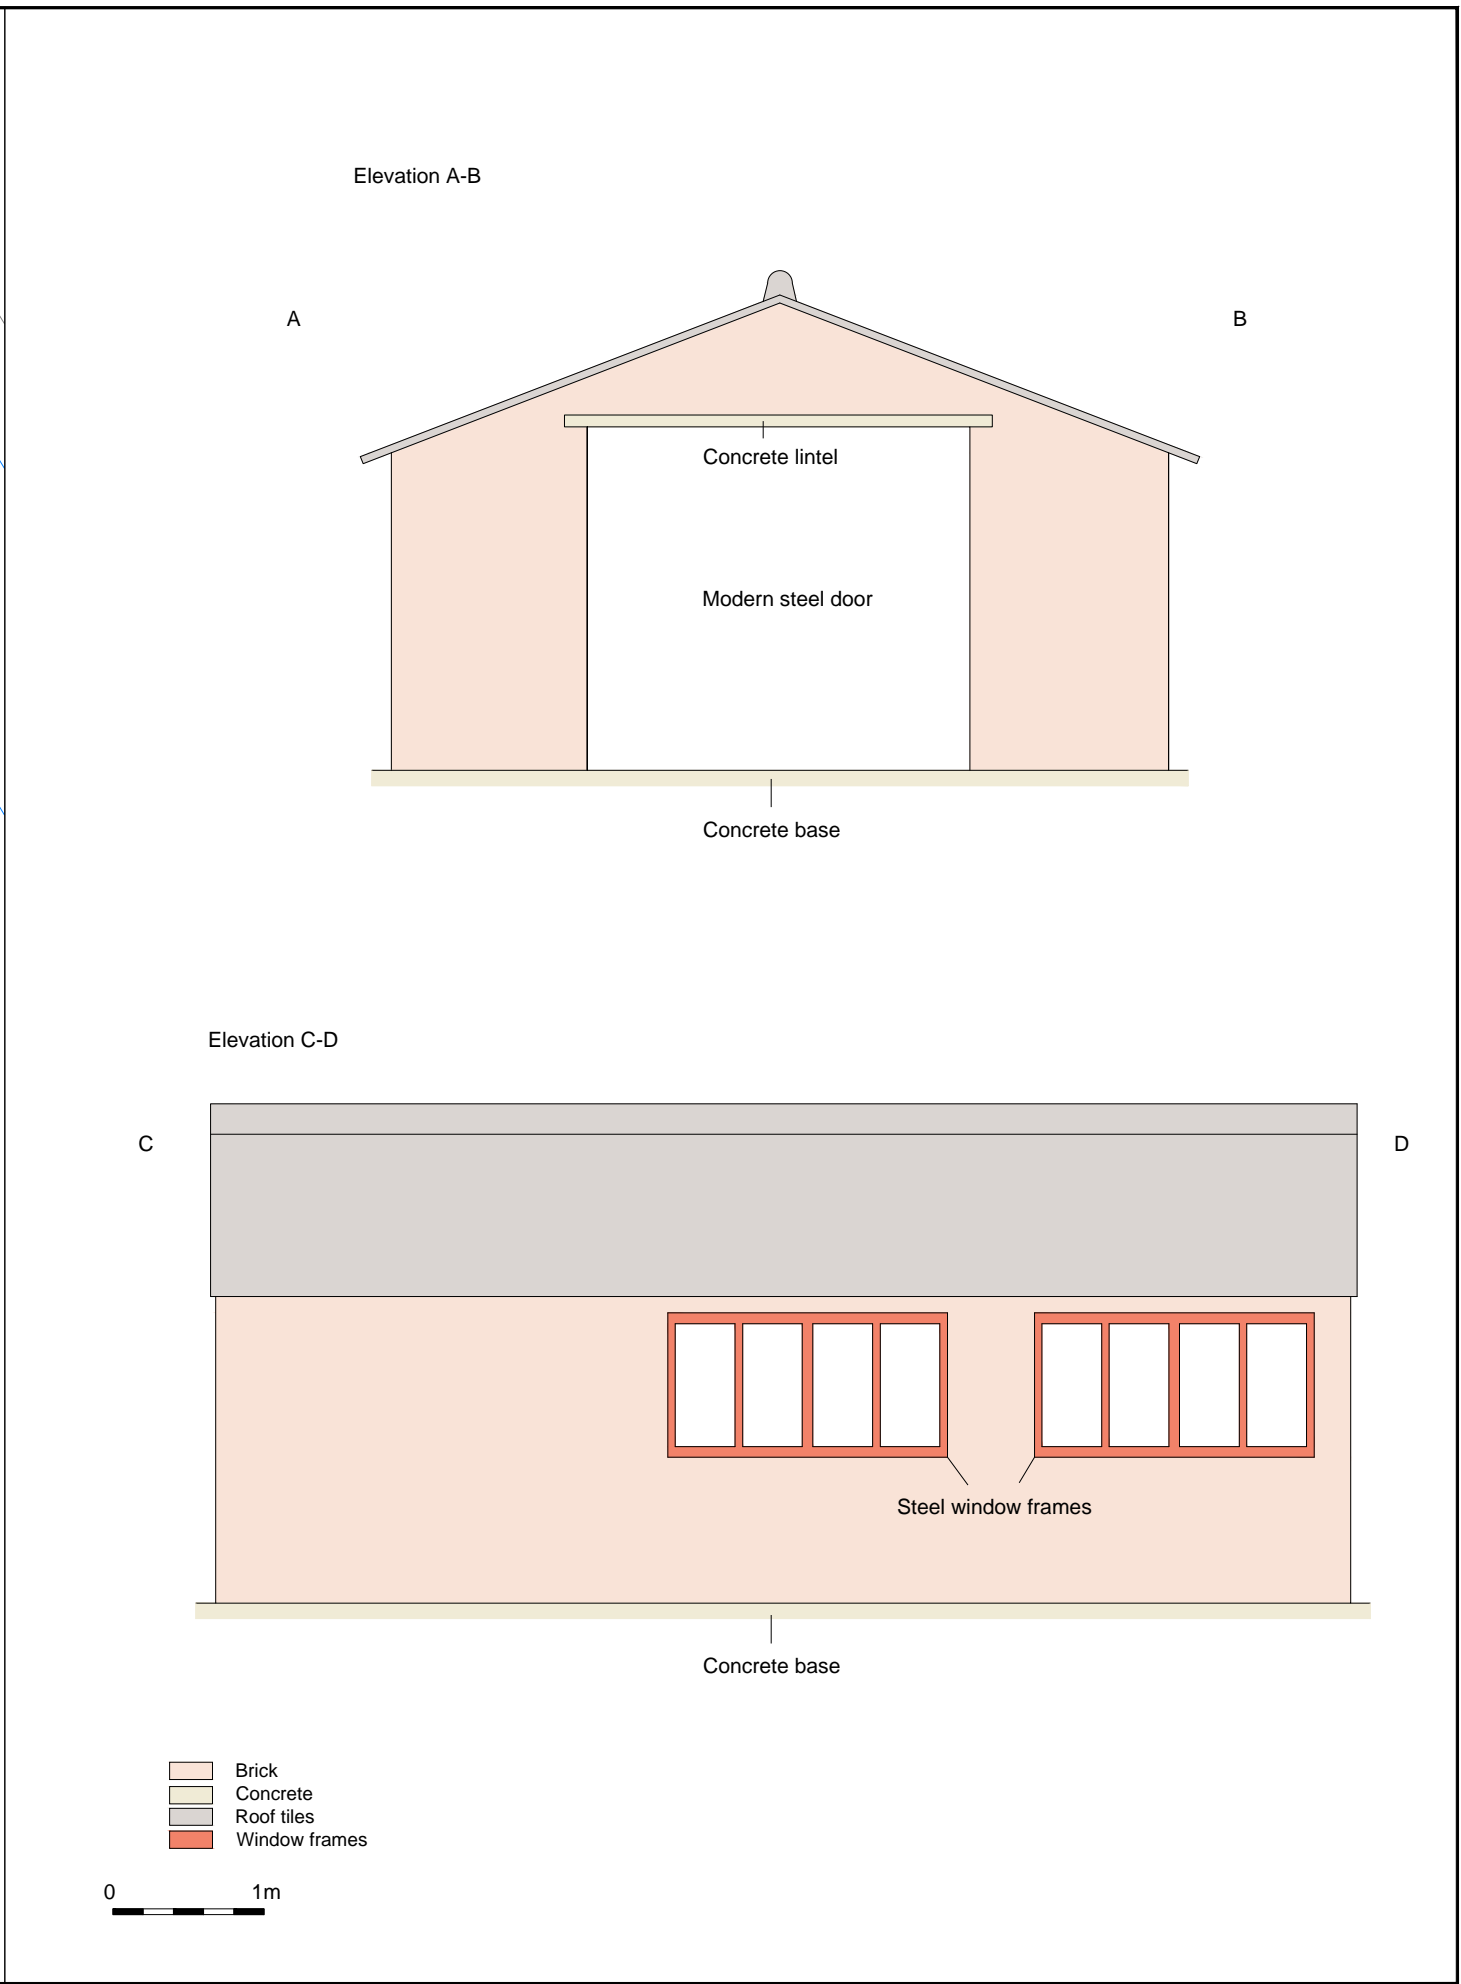 Elevation A-B
A
B
Concrete lintel
Modern steel door
Concrete base
Elevation C-D
C
D
Steel window frames
Concrete base
Brick
Concrete
Roof tiles
Window frames
0 1m